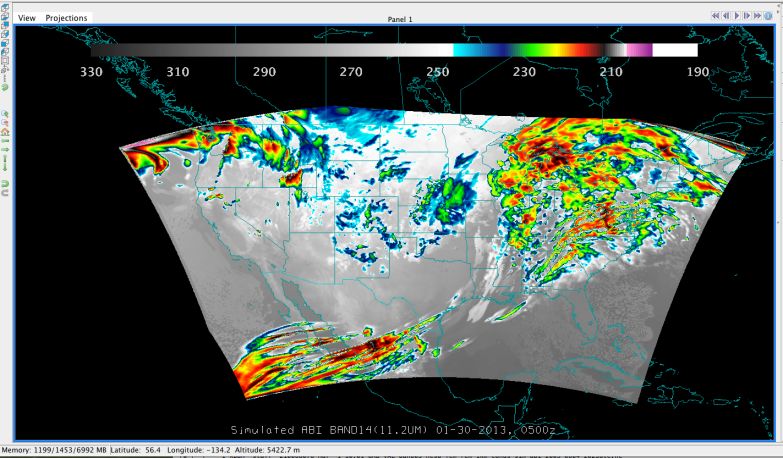 View Projections
Panel 1
330 310 290 270 250 230 210 190
Simulated ABI BAND14(11.2UM) 01-30-2013, 0500z
Memory: 1199/1453/6992 MB Latitude: 56.4 Longitude: -134.2 Altitude: 5422.7 m